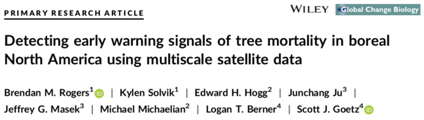 PRIMARY RESEARCH ARTICLE
WILEY Global Change Biology
Detecting early warning signals of tree mortality in boreal
North America using multiscale satellite data
Brendan M. Rogers1 iD | Kylen Solvik1 | Edward H. Hogg2 | Junchang Ju3 |
Jeffrey G. Masek3 | Michael Michaelian2 | Logan T. Berner4 | Scott J. Goetz4 iD